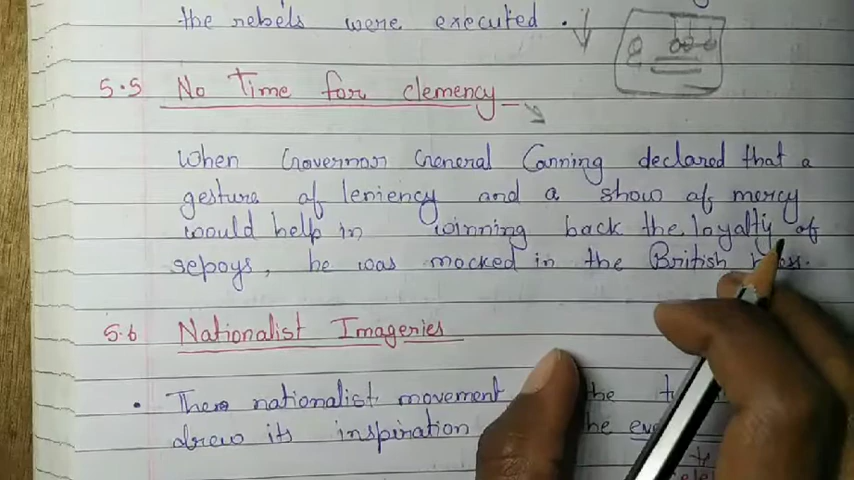 the rebels were executed.
5.5 No Time for clemency
When Governor General Canning declared that a
gesture of leniency and a show of mercy
would help in winning back the loyalty of
sepoys, he was mocked in the British
5.6 Nationalist Imageries
• The nationalist movement
drew its inspiration